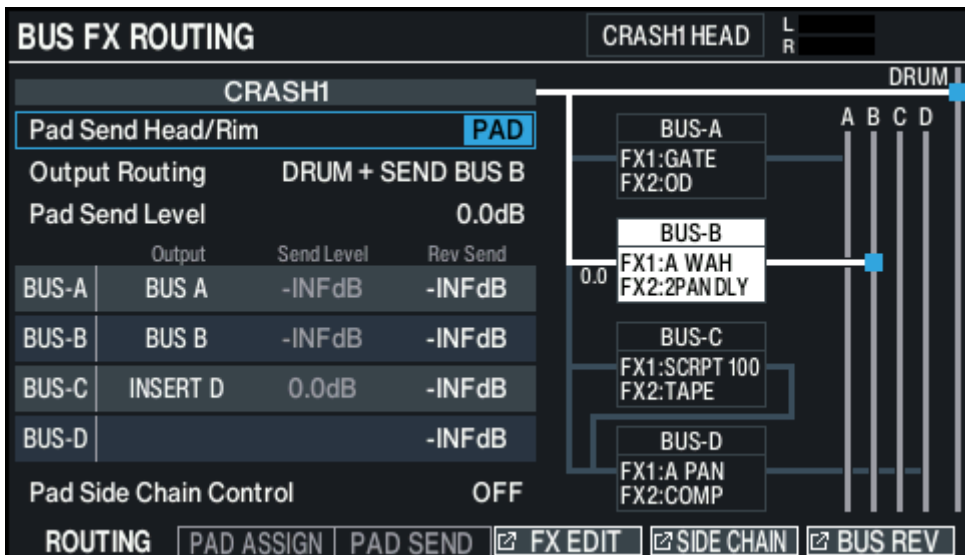 BUS FX ROUTING
CRASH1 HEAD
L
R
DRUM
CRASH1
A B C D
Pad Send Head/Rim PAD
Output Routing DRUM + SEND BUS B
Pad Send Level 0.0dB
Output Send Level Rev Send
BUS-A BUS A -INFdB -INFdB
BUS-B BUS B -INFdB -INFdB
BUS-C INSERT D 0.0dB -INFdB
BUS-D -INFdB
Pad Side Chain Control OFF
BUS-A
FX1:GATE
FX2:OD
BUS-B
0.0
FX1:A WAH
FX2:2PANDLY
BUS-C
FX1:SCRPT 100
FX2:TAPE
BUS-D
FX1:A PAN
FX2:COMP
ROUTING PAD ASSIGN PAD SEND FX EDIT SIDE CHAIN BUS REV